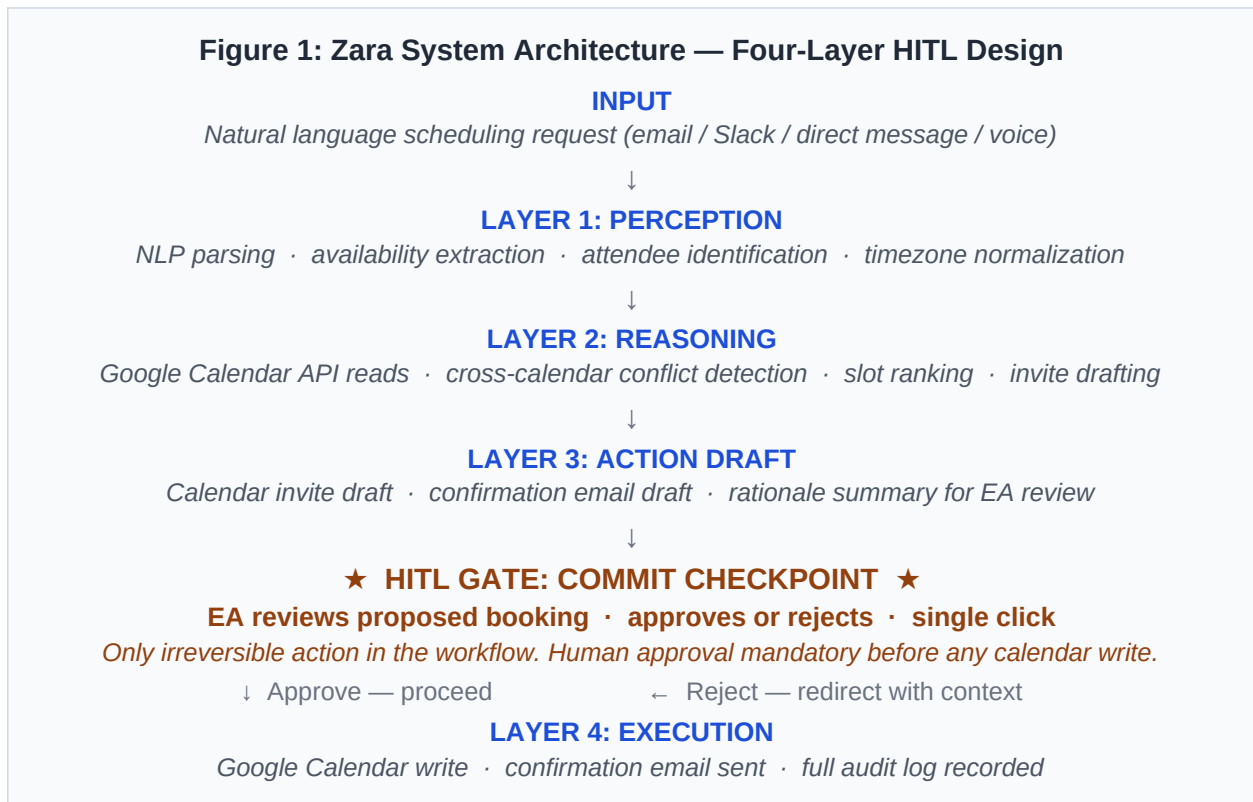 Figure 1: Zara System Architecture — Four-Layer HITL Design
INPUT
Natural language scheduling request (email / Slack / direct message / voice)
↓
LAYER 1: PERCEPTION
NLP parsing · availability extraction · attendee identification · timezone normalization
↓
LAYER 2: REASONING
Google Calendar API reads · cross-calendar conflict detection · slot ranking · invite drafting
↓
LAYER 3: ACTION DRAFT
Calendar invite draft · confirmation email draft · rationale summary for EA review
↓
★ HITL GATE: COMMIT CHECKPOINT ★
EA reviews proposed booking · approves or rejects · single click
Only irreversible action in the workflow. Human approval mandatory before any calendar write.
↓ Approve — proceed ← Reject — redirect with context
LAYER 4: EXECUTION
Google Calendar write · confirmation email sent · full audit log recorded